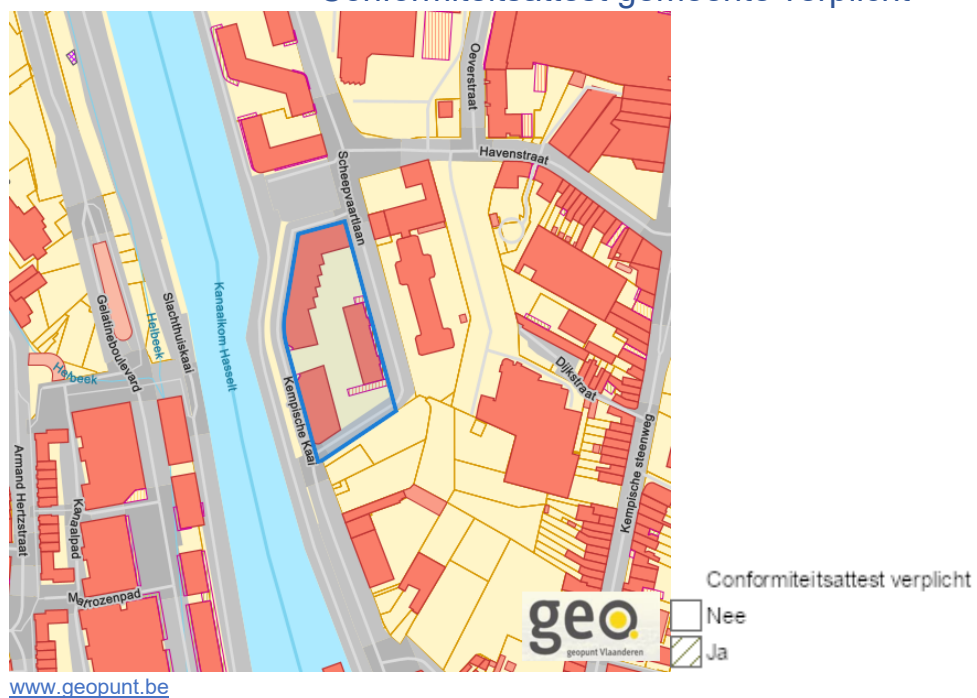 Conformiteitsattest gemeente verplicht
Oeverstraat
Havenstraat
Scheepvaartlaan
Kanaalkom Hasselt
Gelatineboulevard
Helbeek
Slachthuiskaai
Helbeek
Kempische Kaai
Dijkstraat
Kempische steenweg
Armand Hertzstraat
Kanaalpad
Matrozenpad
geo
geopunt Vlaanderen
Conformiteitsattest verplicht
Nee
Ja
www.geopunt.be